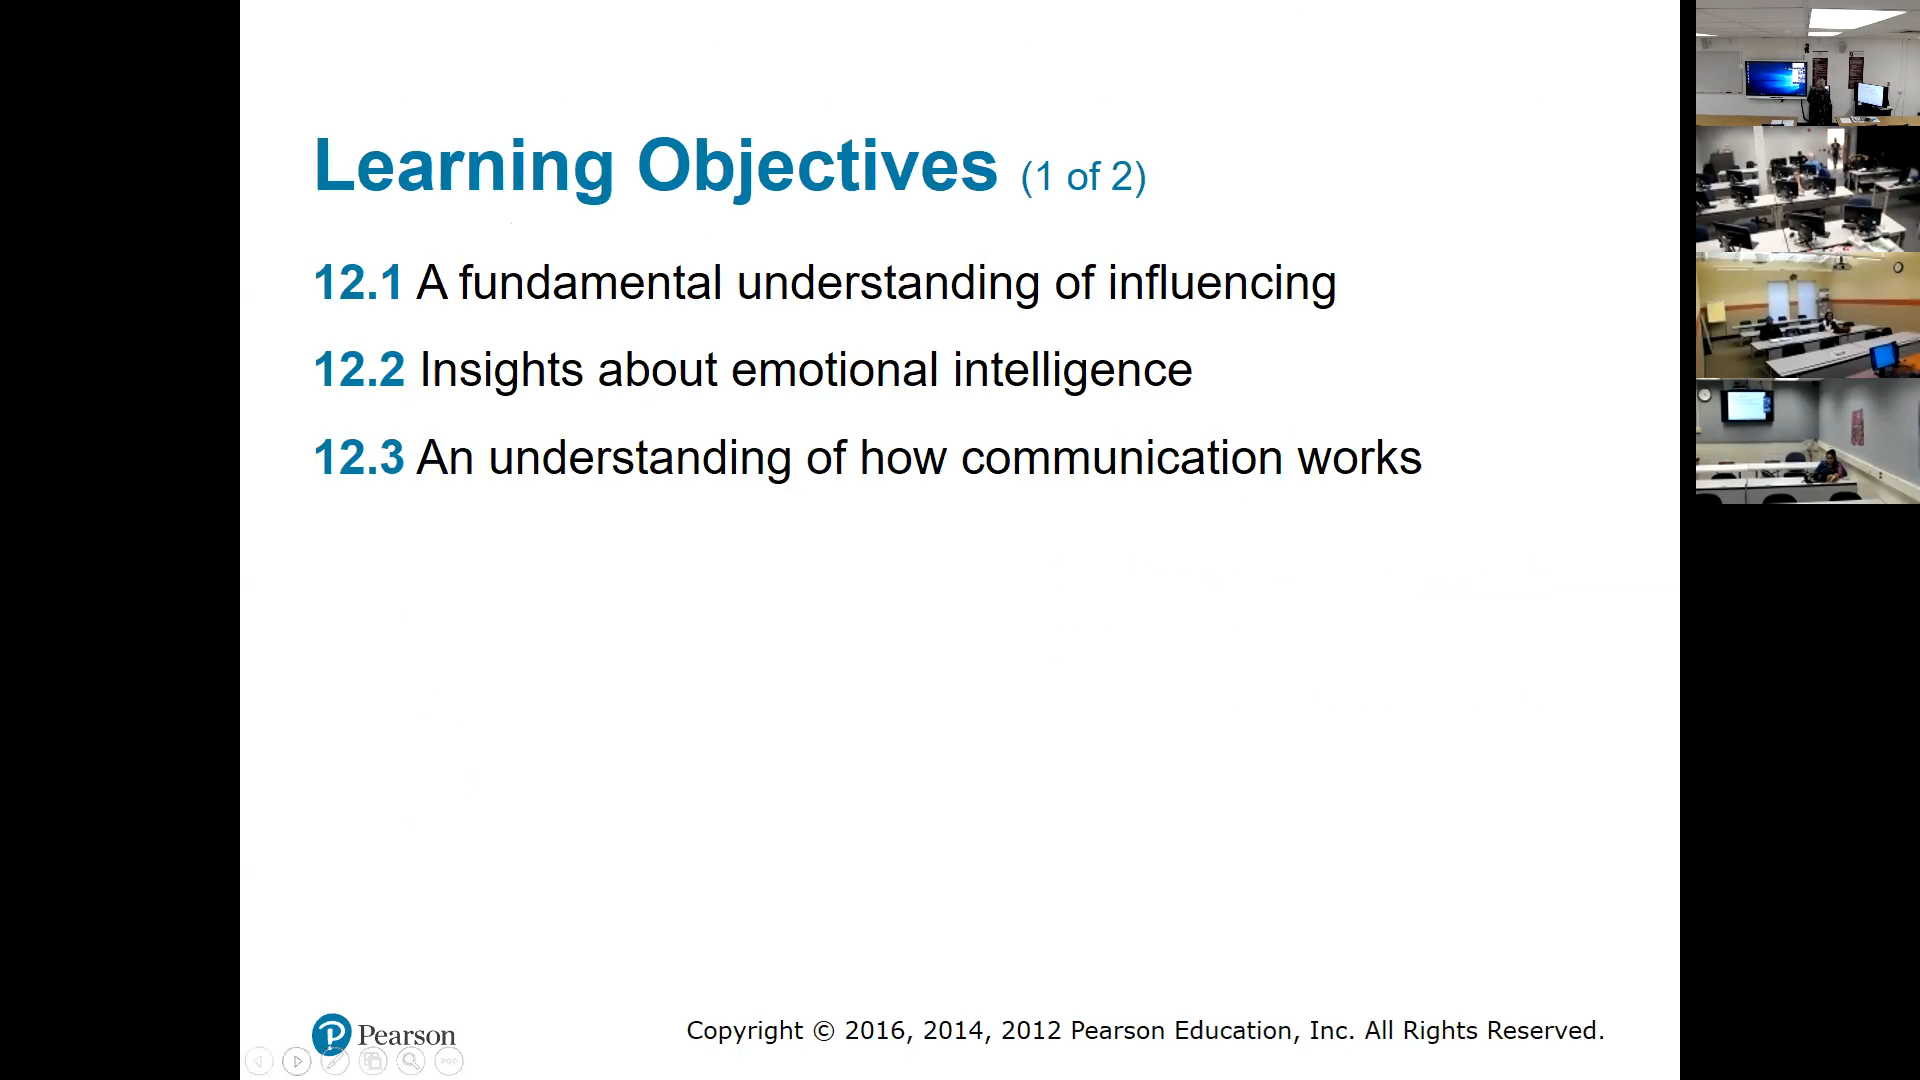 Learning Objectives (1 of 2)
12.1 A fundamental understanding of influencing
12.2 Insights about emotional intelligence
12.3 An understanding of how communication works
Pearson
Copyright © 2016, 2014, 2012 Pearson Education, Inc. All Rights Reserved.